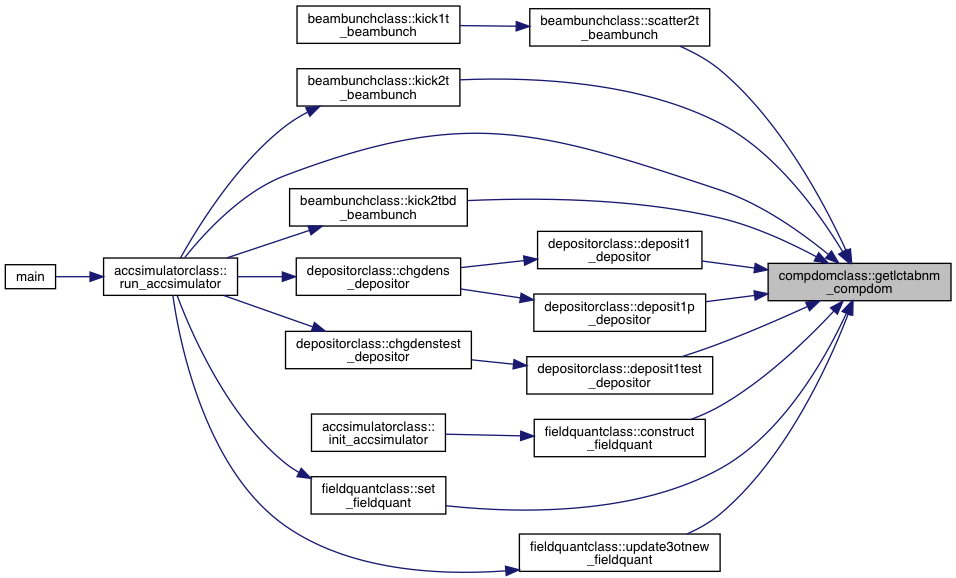 beambunchclass::kick1t
_beambunch
beambunchclass::scatter2t
_beambunch
beambunchclass::kick2t
_beambunch
beambunchclass::kick2tbd
_beambunch
depositorclass::deposit1
_depositor
main
accsimulatorclass::
run_accsimulator
depositorclass::chgdens
_depositor
compdomclass::getlctabnm
_compdom
depositorclass::deposit1p
_depositor
depositorclass::chgdenstest
_depositor
depositorclass::deposit1test
_depositor
accsimulatorclass::
init_accsimulator
fieldquantclass::construct
_fieldquant
fieldquantclass::set
_fieldquant
fieldquantclass::update3otnew
_fieldquant